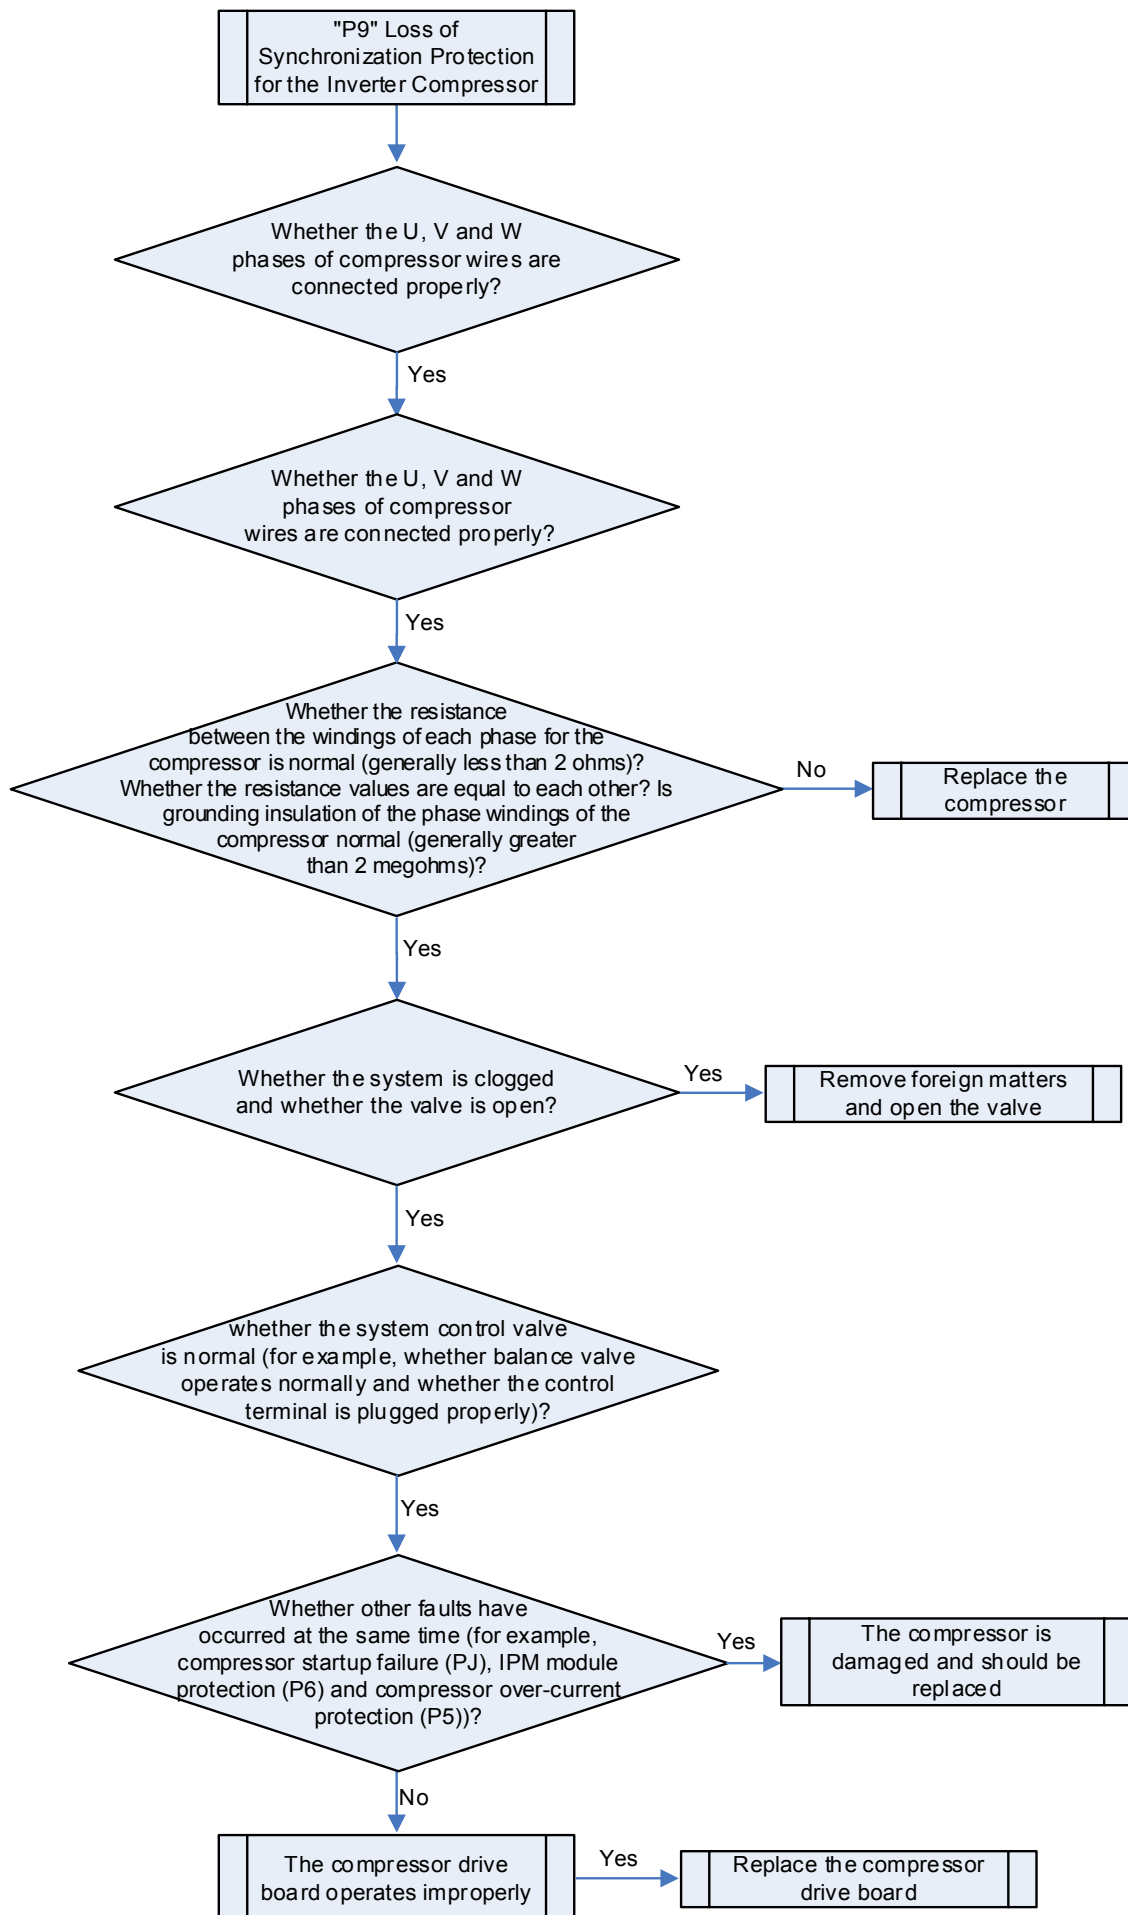 "P9" Loss of
Synchronization Protection
for the Inverter Compressor
Whether the U, V and W
phases of compressor wires are
connected properly?
Yes
Whether the U, V and W
phases of compressor
wires are connected properly?
Yes
Whether the resistance
between the windings of each phase for the
compressor is normal (generally less than 2 ohms)?
Whether the resistance values are equal to each other? Is
grounding insulation of the phase windings of the
compressor normal (generally greater
than 2 megohms)?
No
Replace the
compressor
Yes
Whether the system is clogged
and whether the valve is open?
Yes
Remove foreign matters
and open the valve
Yes
whether the system control valve
is normal (for example, whether balance valve
operates normally and whether the control
terminal is plugged properly)?
Yes
Whether other faults have
occurred at the same time (for example,
compressor startup failure (PJ), IPM module
protection (P6) and compressor over-current
protection (P5))?
Yes
The compressor is
damaged and should be
replaced
No
The compressor drive
board operates improperly
Yes
Replace the compressor
drive board